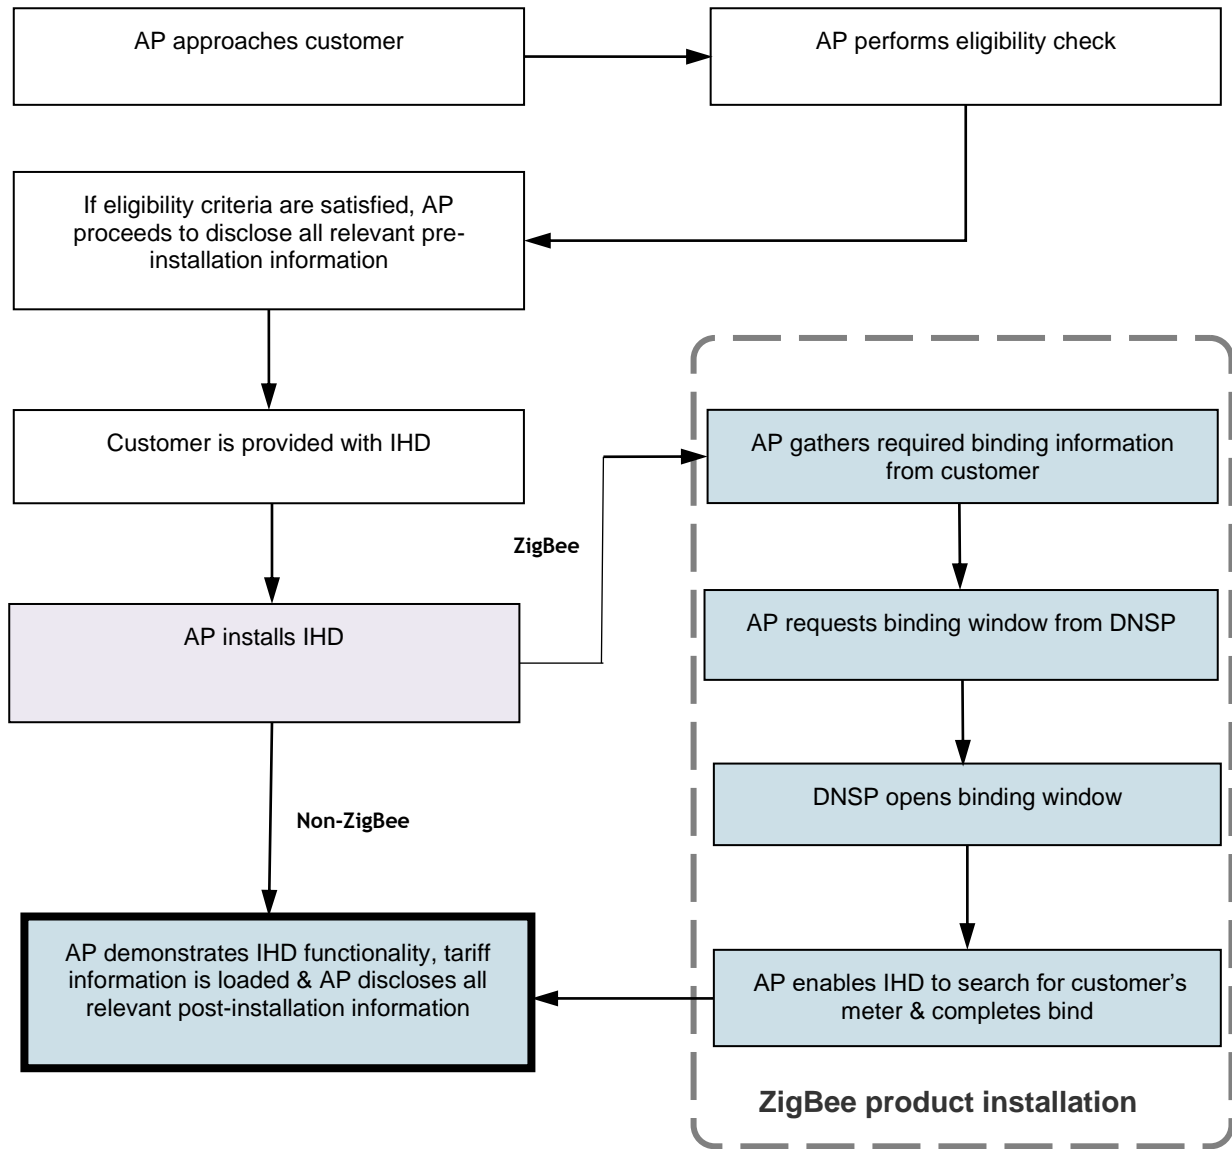 AP approaches customer
AP performs eligibility check
If eligibility criteria are satisfied, AP
proceeds to disclose all relevant pre-
installation information
Customer is provided with IHD
AP gathers required binding information
from customer
ZigBee
AP installs IHD
AP requests binding window from DNSP
DNSP opens binding window
Non-ZigBee
AP demonstrates IHD functionality, tariff
information is loaded & AP discloses all
relevant post-installation information
AP enables IHD to search for customer’s
meter & completes bind
ZigBee product installation